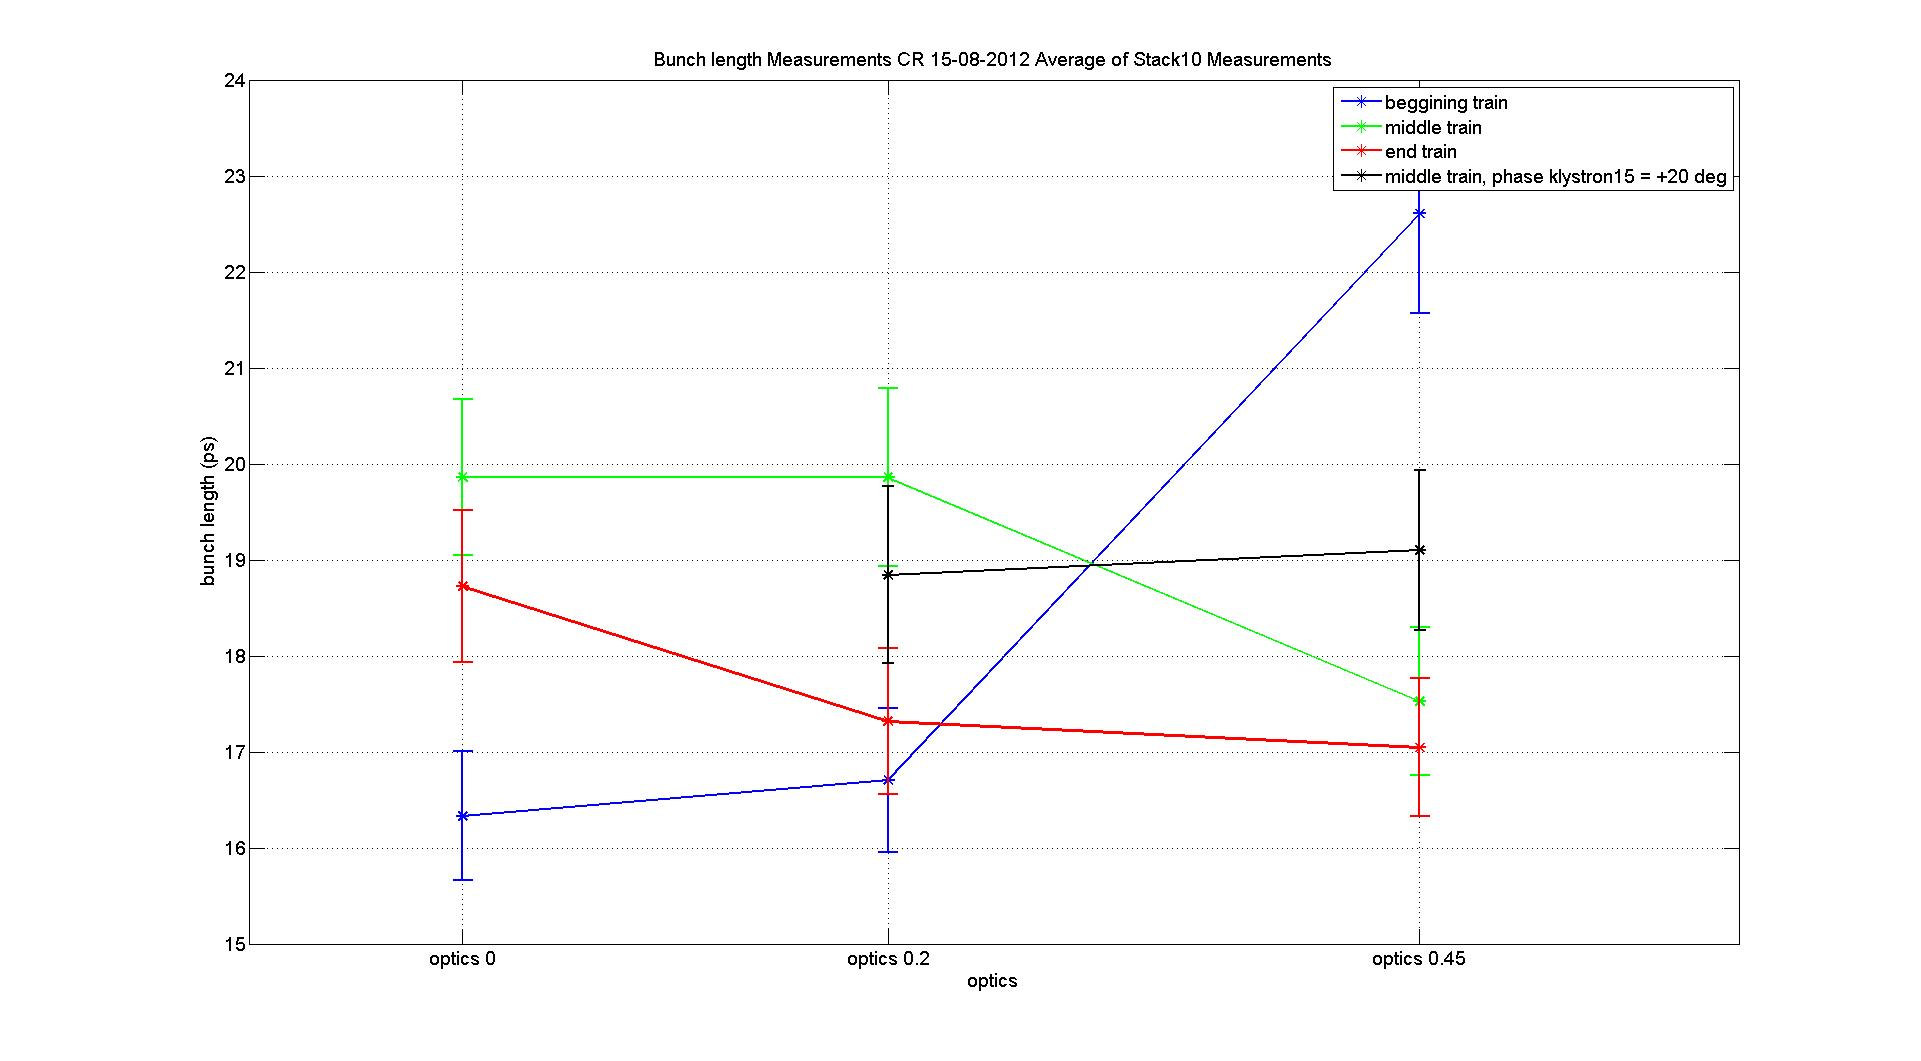 Bunch length Measurements CR 15-08-2012 Average of Stack10 Measurements
24
23
22
21
20
19
18
17
16
15
bunch length (ps)
beggining train
middle train
end train
middle train, phase klystron15 = +20 deg
optics 0 optics 0.2 optics 0.45
optics